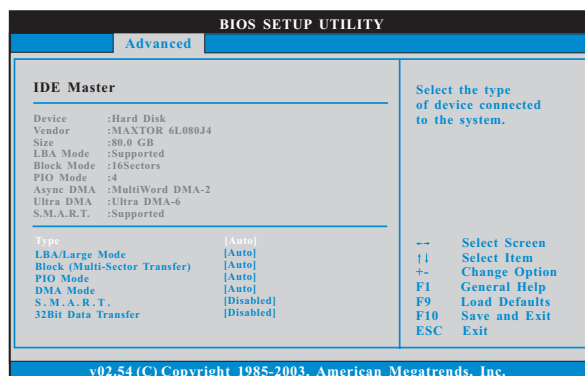 BIOS SETUP UTILITY
Advanced
IDE Master
Device :Hard Disk
Vendor :MAXTOR 6L080J4
Size :80.0 GB
LBA Mode :Supported
Block Mode :16Sectors
PIO Mode :4
Async DMA :MultiWord DMA-2
Ultra DMA :Ultra DMA-6
S.M.A.R.T. :Supported
Type [Auto]
LBA/Large Mode [Auto]
Block (Multi-Sector Transfer) [Auto]
PIO Mode [Auto]
DMA Mode [Auto]
S.M.A.R.T. [Disabled]
32Bit Data Transfer [Disabled]
Select the type
of device connected
to the system.
←→ Select Screen
↑↓ Select Item
+- Change Option
F1 General Help
F9 Load Defaults
F10 Save and Exit
ESC Exit
v02.54 (C) Copyright 1985-2003, American Megatrends, Inc.